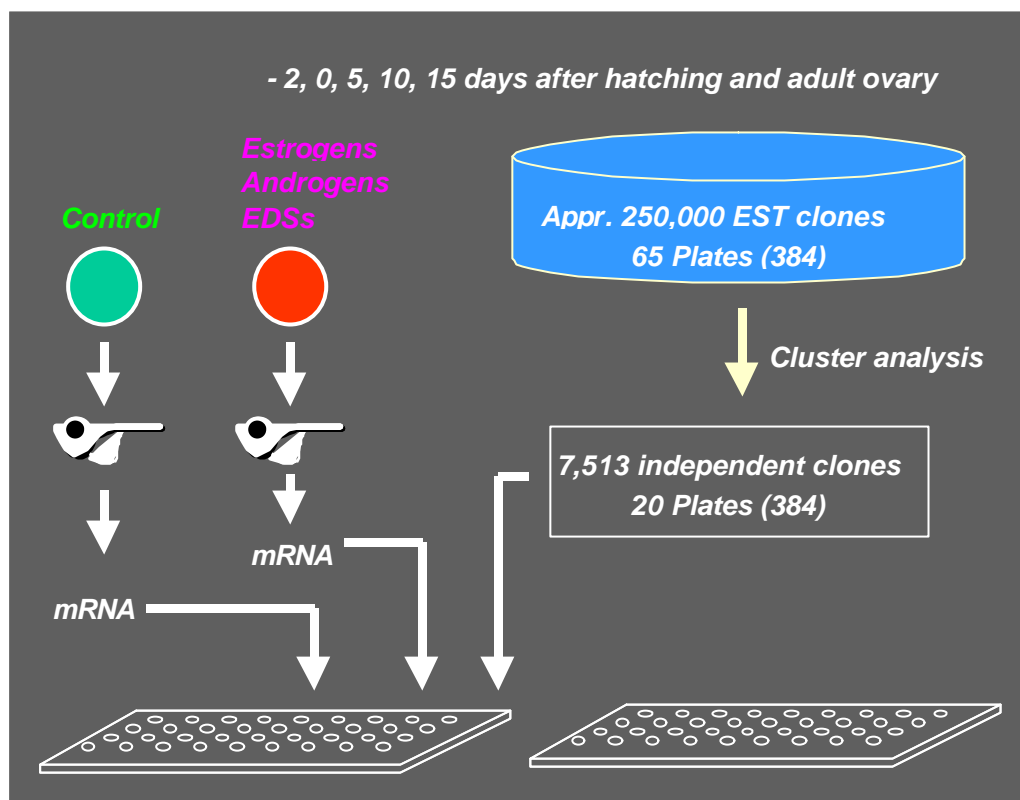 - 2, 0, 5, 10, 15 days after hatching and adult ovary
Estrogens
Androgens
EDSs
Control
Appr. 250,000 EST clones
65 Plates (384)
Cluster analysis
7,513 independent clones
20 Plates (384)
mRNA
mRNA